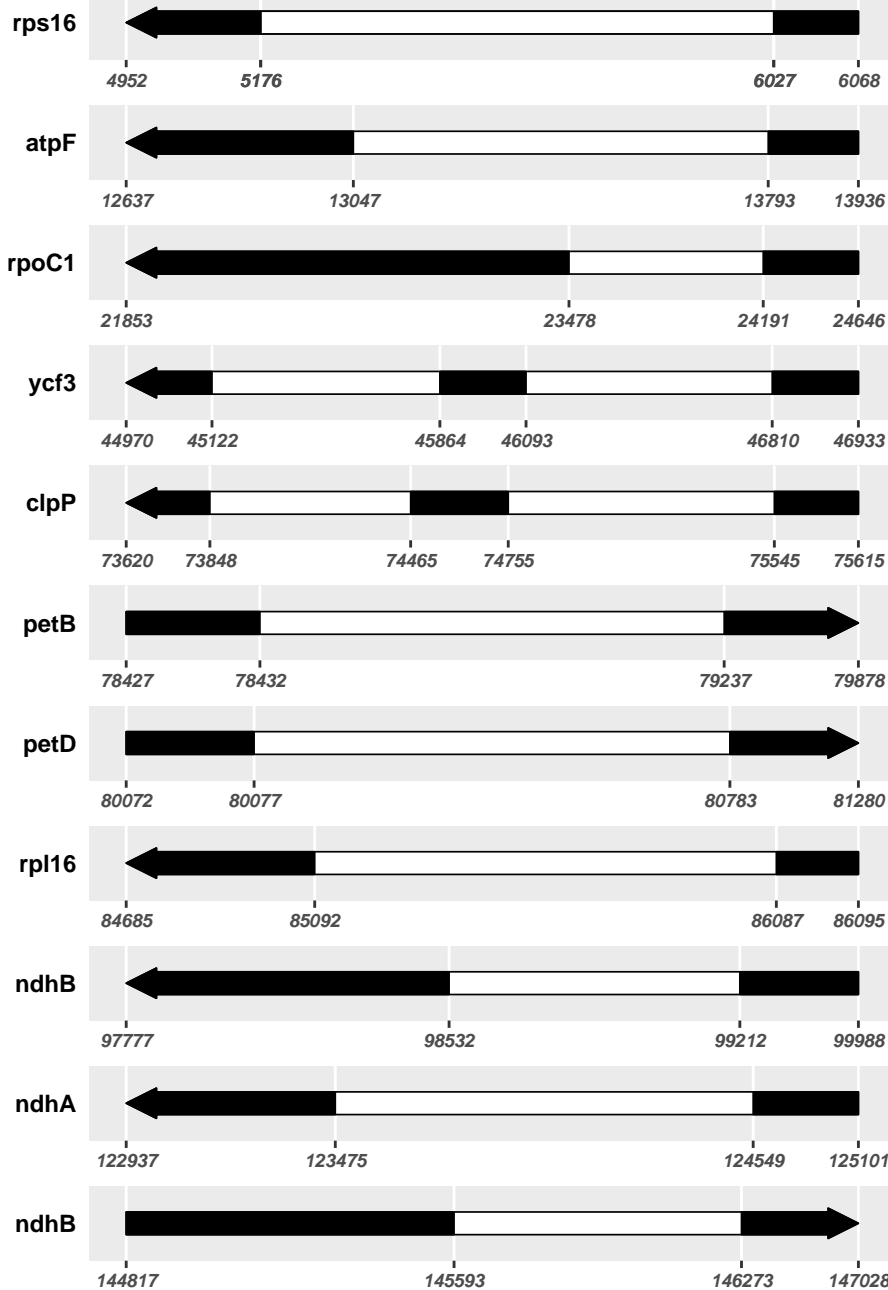 rps16
4952 5176 6027 6068
atpF
12637 13047 13793 13936
rpoC1
21853 23478 24191 24646
ycf3
44970 45122 45864 46093 46810 46933
clpP
73620 73848 74465 74755 75545 75615
petB
78427 78432 79237 79878
petD
80072 80077 80783 81280
rpl16
84685 85092 86087 86095
ndhB
97777 98532 99212 99988
ndhA
122937 123475 124549 125101
ndhB
144817 145593 146273 147028